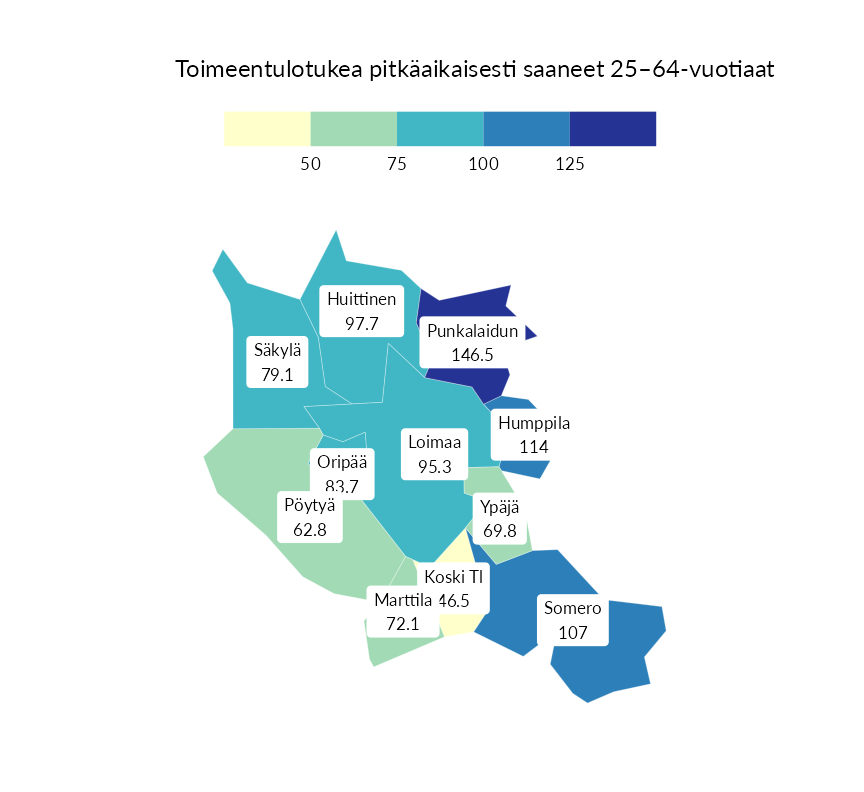 Toimeentulotukea pitkäaikaisesti saaneet 25–64-vuotiaat
50 75 100 125
Huittinen
97.7
Punkalaidun
146.5
Säkylä
79.1
Humppila
114
Loimaa
95.3
Oripää
83.7
Pöytyä
62.8
Ypäjä
69.8
Koski Tl
46.5
Marttila
72.1
Somero
107